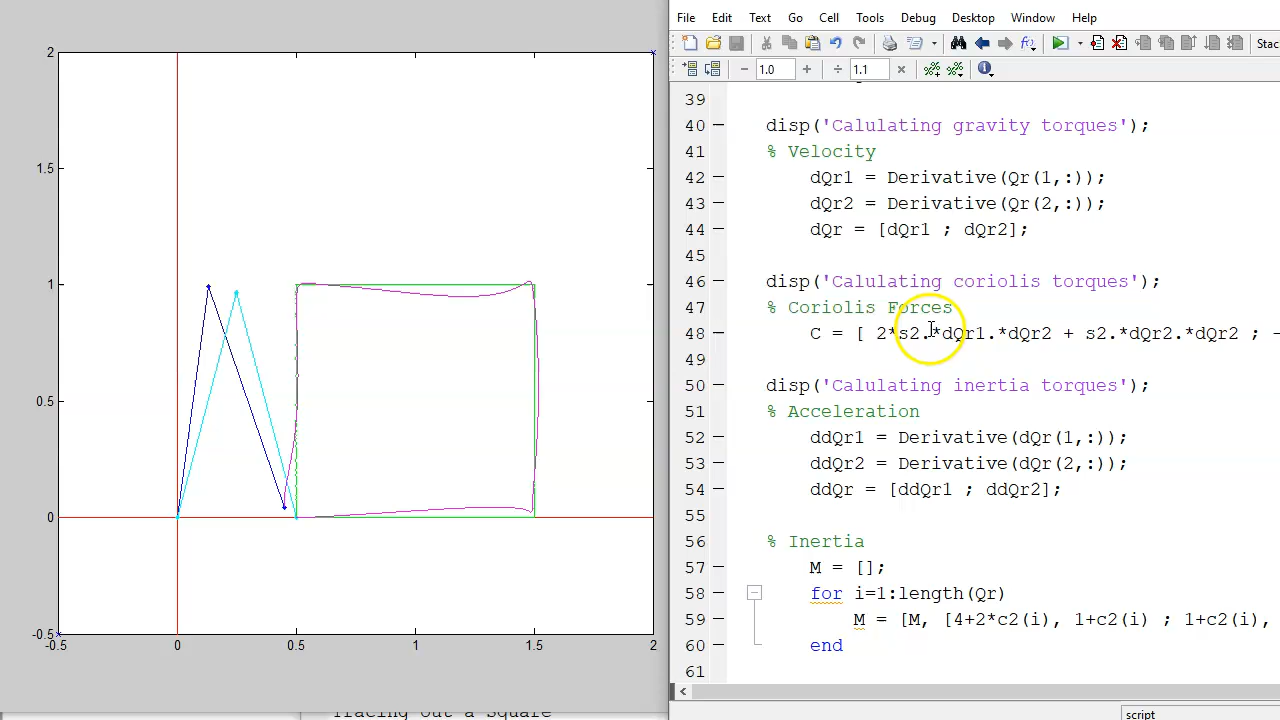 File Edit Text Go Cell Tools Debug Desktop Window Help
Stac
1.0 1.1
39
40 disp('Calulating gravity torques');
41 % Velocity
42 dQr1 = Derivative(Qr(1,:));
43 dQr2 = Derivative(Qr(2,:));
44 dQr = [dQr1 ; dQr2];
45
46 disp('Calulating coriolis torques');
47 % Coriolis Forces
48 C = [ 2*s2.*dQr1.*dQr2 + s2.*dQr2.*dQr2 ; -
49
50 disp('Calulating inertia torques');
51 % Acceleration
52 ddQr1 = Derivative(dQr(1,:));
53 ddQr2 = Derivative(dQr(2,:));
54 ddQr = [ddQr1 ; ddQr2];
55
56 % Inertia
57 M = [];
58 for i=1:length(Qr)
59 M = [M, [4+2*c2(i), 1+c2(i) ; 1+c2(i),
60 end
61
script
2
1.5
1
0.5
0
-0.5
-0.5 0 0.5 1 1.5 2
Tracing Out a Square